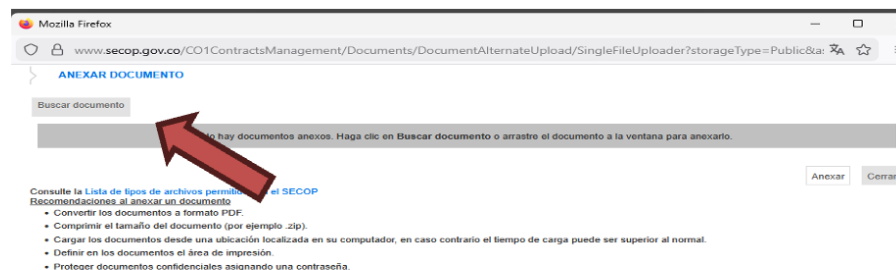 Mozilla Firefox
www.secop.gov.co/CO1ContractsManagement/Documents/DocumentAlternateUpload/SingleFileUploader?storageType=Public&ta
ANEXAR DOCUMENTO
Buscar documento
hay documentos anexos. Haga clic en Buscar documento o arrastre el documento a la ventana para anexarlo.
Anexar Cerrar
Consulte la Lista de tipos de archivos el SECOP
Recomendaciones al anexar un documento
• Convertir los documentos a formato PDF.
• Comprimir el tamaño del documento (por ejemplo .zip).
• Cargar los documentos desde una ubicación localizada en su computador, en caso contrario el tiempo de carga puede ser superior al normal.
• Definir en los documentos el área de impresión.
• Proteger documentos confidenciales asignando una contraseña.